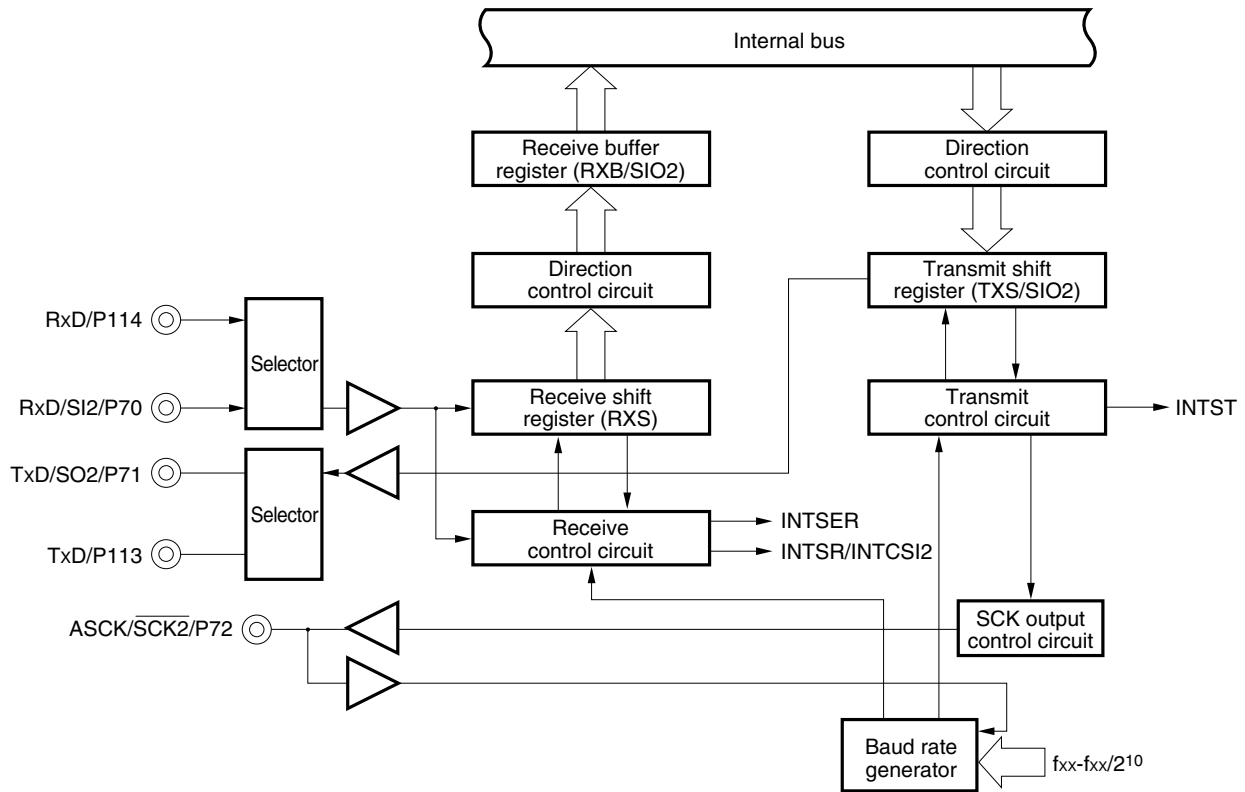 Internal bus
Receive buffer
register (RXB/SIO2)
Direction
control circuit
Direction
control circuit
Transmit shift
register (TXS/SIO2)
RxD/P114
Selector
RxD/SI2/P70
Receive shift
register (RXS)
Transmit
control circuit
INTST
TxD/SO2/P71
Selector
TxD/P113
Receive
control circuit
INTSER
INTSR/INTCSI2
ASCK/S̅C̅K̅2̅/P72
SCK output
control circuit
Baud rate
generator
fxx-fxx/2¹⁰